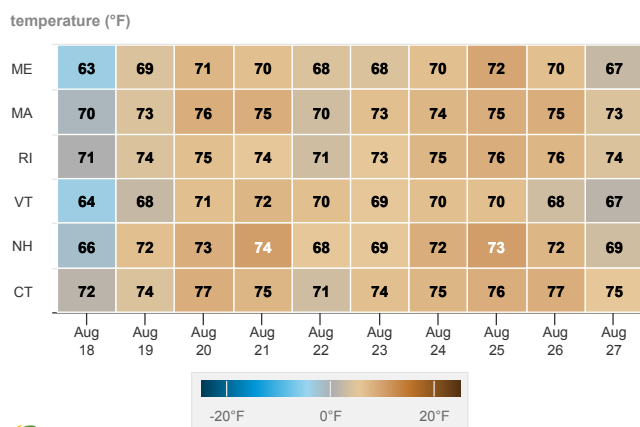 temperature (°F)
ME 63 69 71 70 68 68 70 72 70 67
MA 70 73 76 75 70 73 74 75 75 73
RI 71 74 75 74 71 73 75 76 76 74
VT 64 68 71 72 70 69 70 70 68 67
NH 66 72 73 74 68 69 72 73 72 69
CT 72 74 77 75 71 74 75 76 77 75
Aug Aug Aug Aug Aug Aug Aug Aug Aug Aug
18 19 20 21 22 23 24 25 26 27
-20°F 0°F 20°F